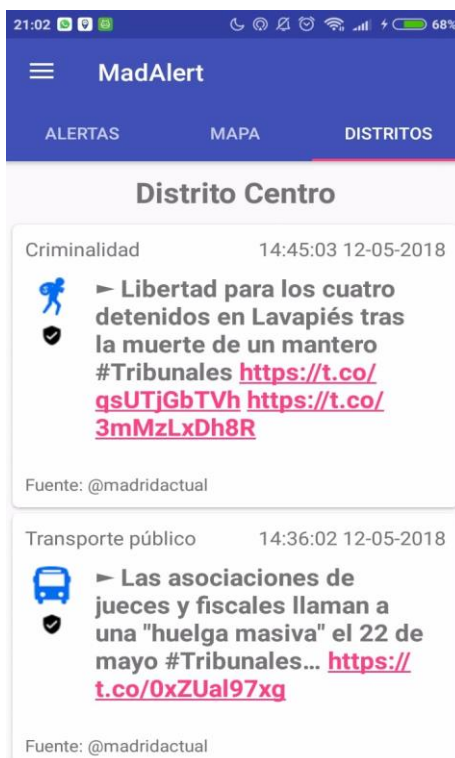 21:02 68%
MadAlert
ALERTAS MAPA DISTRITOS
Distrito Centro
Criminalidad 14:45:03 12-05-2018
► Libertad para los cuatro
detenidos en Lavapiés tras
la muerte de un mantero
#Tribunales https://t.co/
qsUTjGbTVh https://t.co/
3mMzLxDh8R
Fuente: @madridactual
Transporte público 14:36:02 12-05-2018
► Las asociaciones de
jueces y fiscales llaman a
una "huelga masiva" el 22 de
mayo #Tribunales... https://
t.co/0xZUal97xg
Fuente: @madridactual